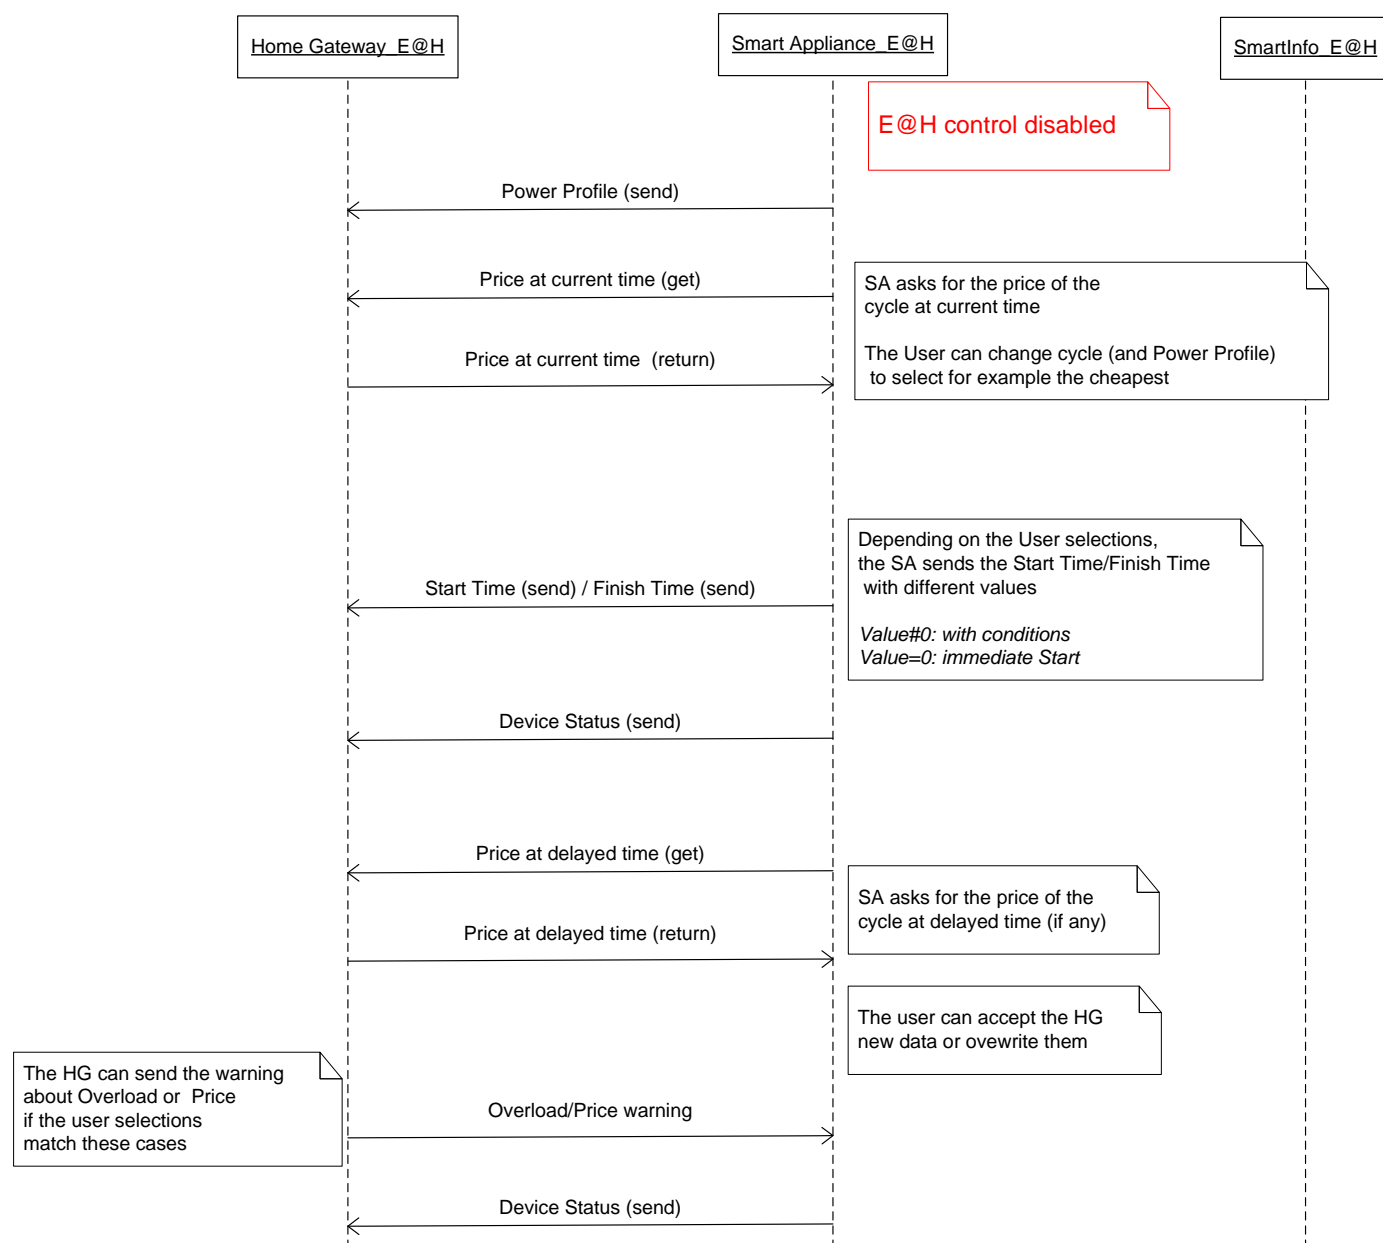 Home Gateway_E@H
Smart Appliance_E@H
SmartInfo_E@H
E@H control disabled
Power Profile (send)
Price at current time (get)
SA asks for the price of the
cycle at current time
The User can change cycle (and Power Profile)
to select for example the cheapest
Price at current time (return)
Depending on the User selections,
the SA sends the Start Time/Finish Time
with different values
Value#0: with conditions
Value=0: immediate Start
Start Time (send) / Finish Time (send)
Device Status (send)
Price at delayed time (get)
SA asks for the price of the
cycle at delayed time (if any)
Price at delayed time (return)
The user can accept the HG
new data or ovewrite them
The HG can send the warning
about Overload or Price
if the user selections
match these cases
Overload/Price warning
Device Status (send)